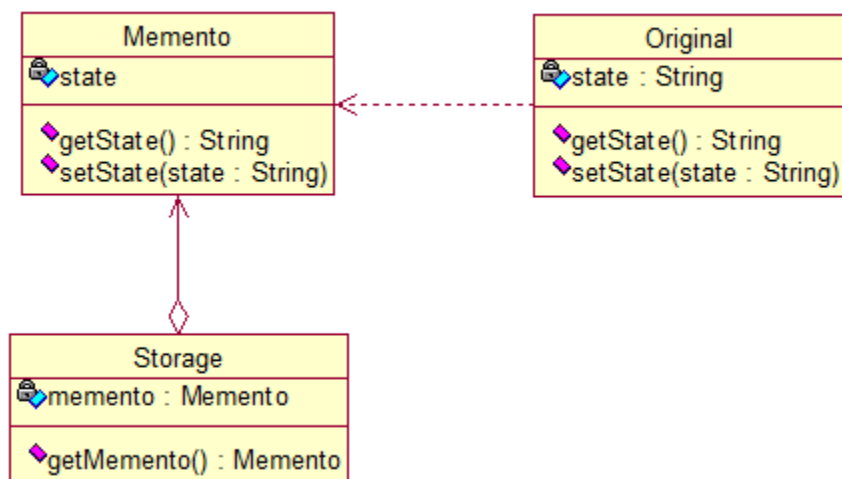 Memento
state
getState() : String
setState(state : String)
Original
state : String
getState() : String
setState(state : String)
Storage
memento : Memento
getMemento() : Memento